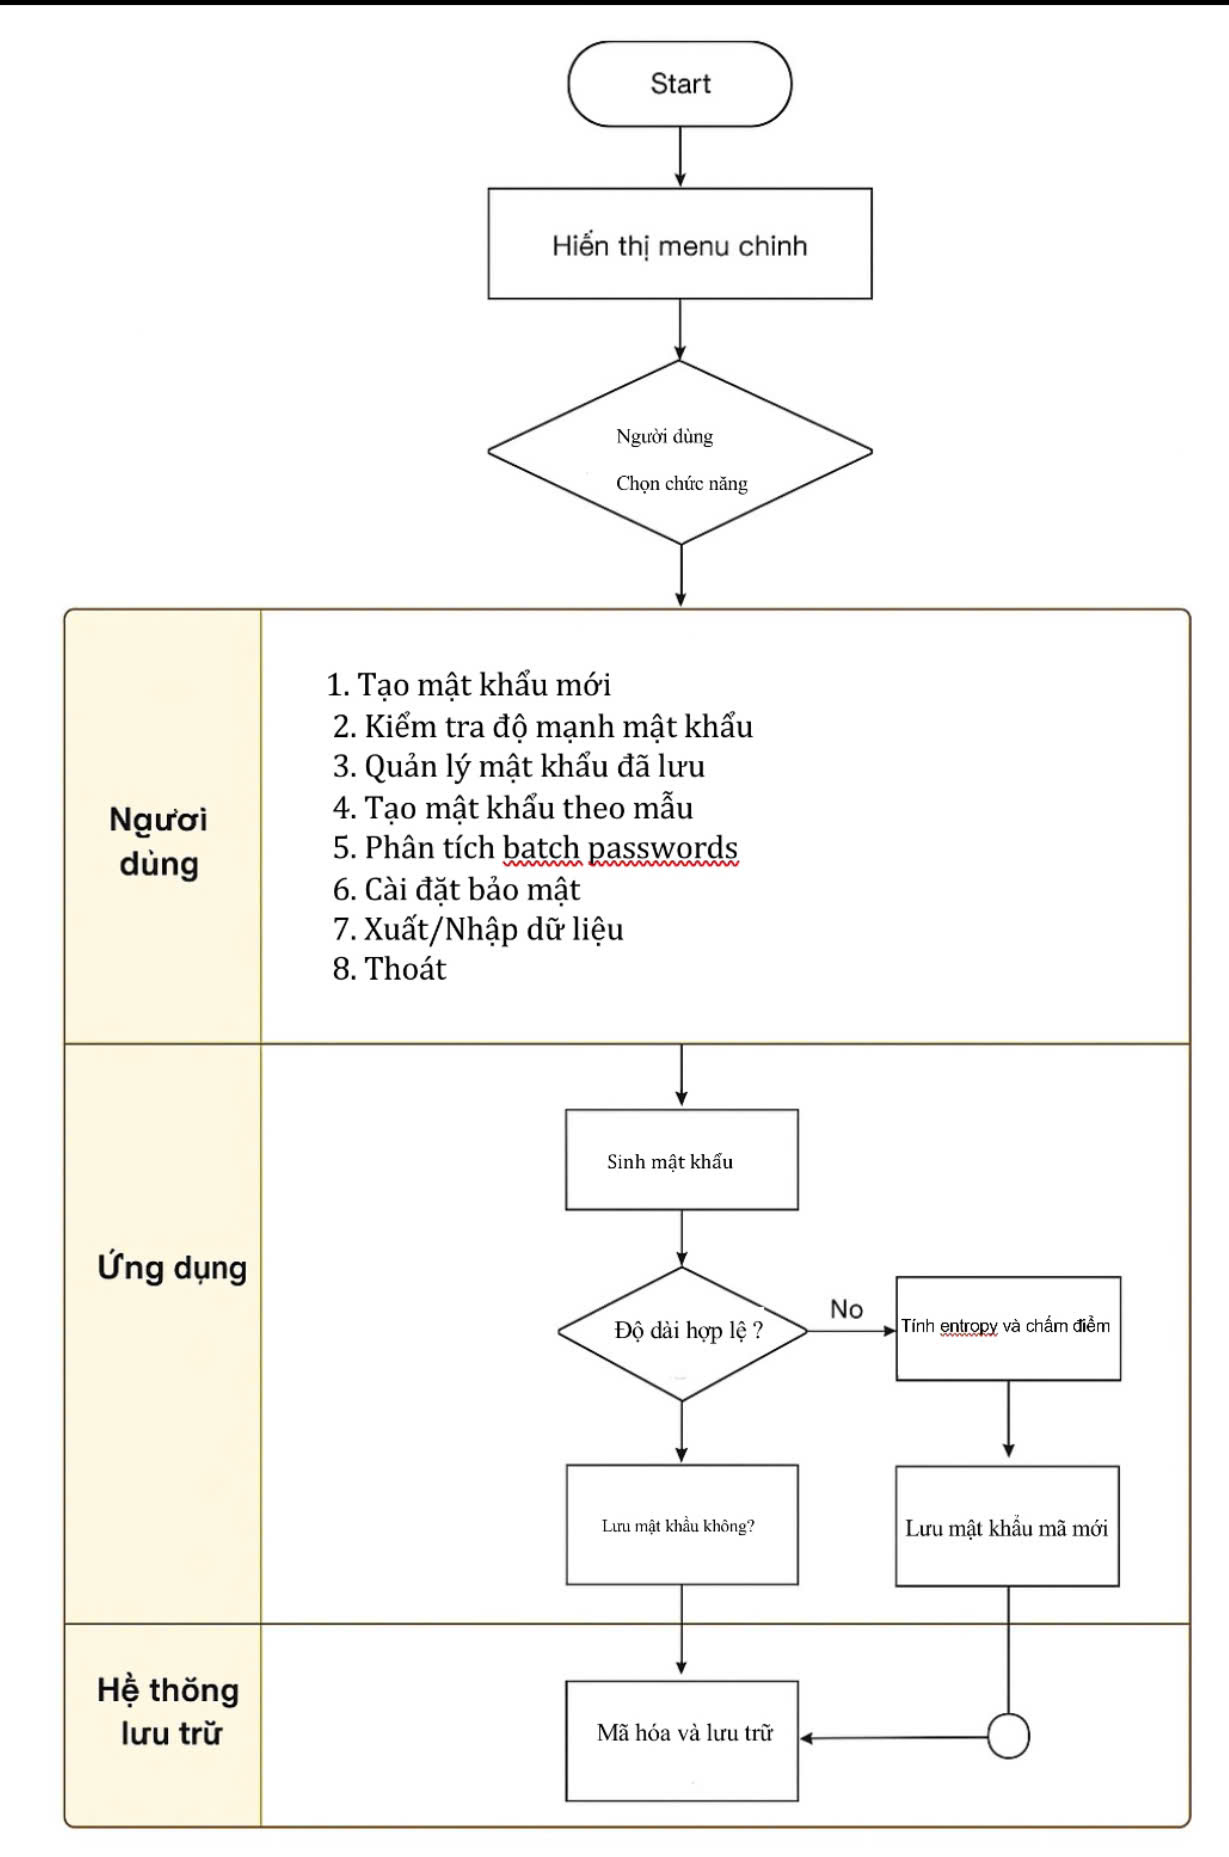 Start
Hiển thị menu chinh
Người dùng
Chọn chức năng
1. Tạo mật khẩu mới
2. Kiểm tra độ mạnh mật khẩu
3. Quản lý mật khẩu đã lưu
4. Tạo mật khẩu theo mẫu
5. Phân tích batch passwords
6. Cài đặt bảo mật
7. Xuất/Nhập dữ liệu
8. Thoát
Ngươi
dùng
Sinh mật khẩu
Ứng dụng
Độ dài hợp lệ ?
No
Tính entropy và chấm điểm
Lưu mật khẩu không?
Lưu mật khẩu mã mới
Hệ thŏng
lưu trữ
Mã hóa và lưu trữ